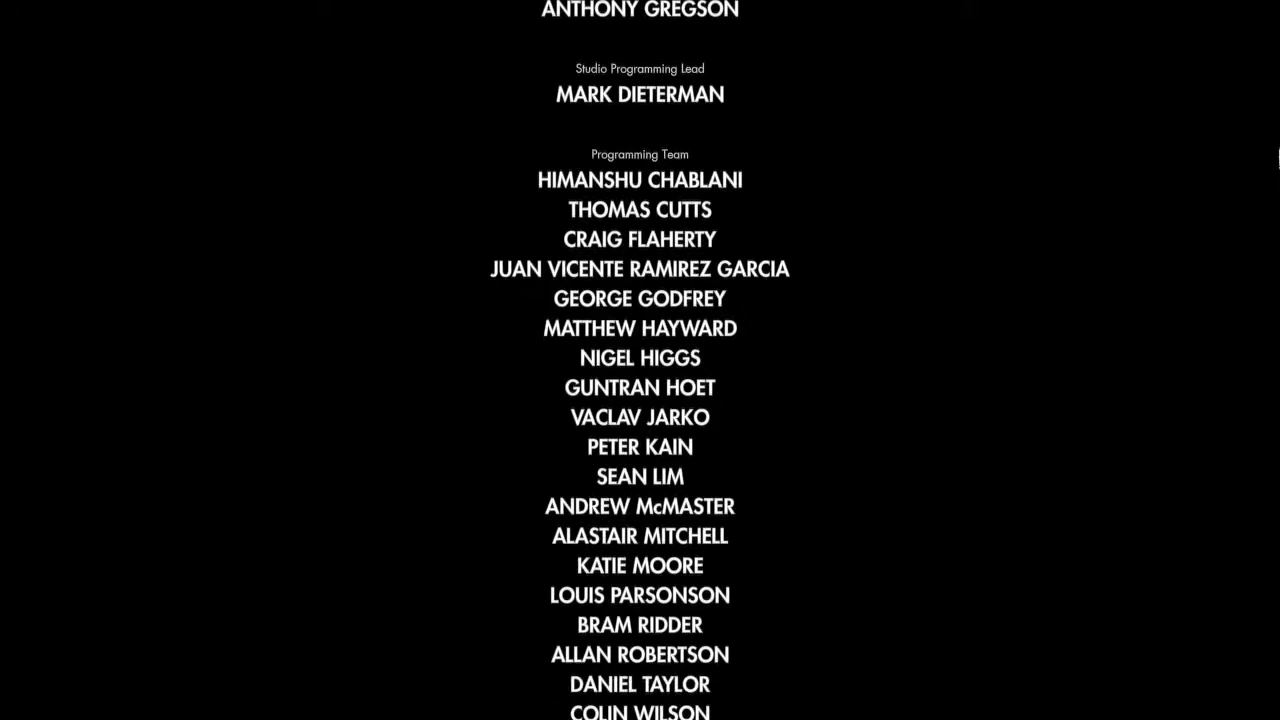 ANTHONY GREGSON
Studio Programming Lead
MARK DIETERMAN
Programming Team
HIMANSHU CHABLANI
THOMAS CUTTS
CRAIG FLAHERTY
JUAN VICENTE RAMIREZ GARCIA
GEORGE GODFREY
MATTHEW HAYWARD
NIGEL HIGGS
GUNTRAN HOET
VACLAV JARKO
PETER KAIN
SEAN LIM
ANDREW McMASTER
ALASTAIR MITCHELL
KATIE MOORE
LOUIS PARSONSON
BRAM RIDDER
ALLAN ROBERTSON
DANIEL TAYLOR
COLIN WILSON